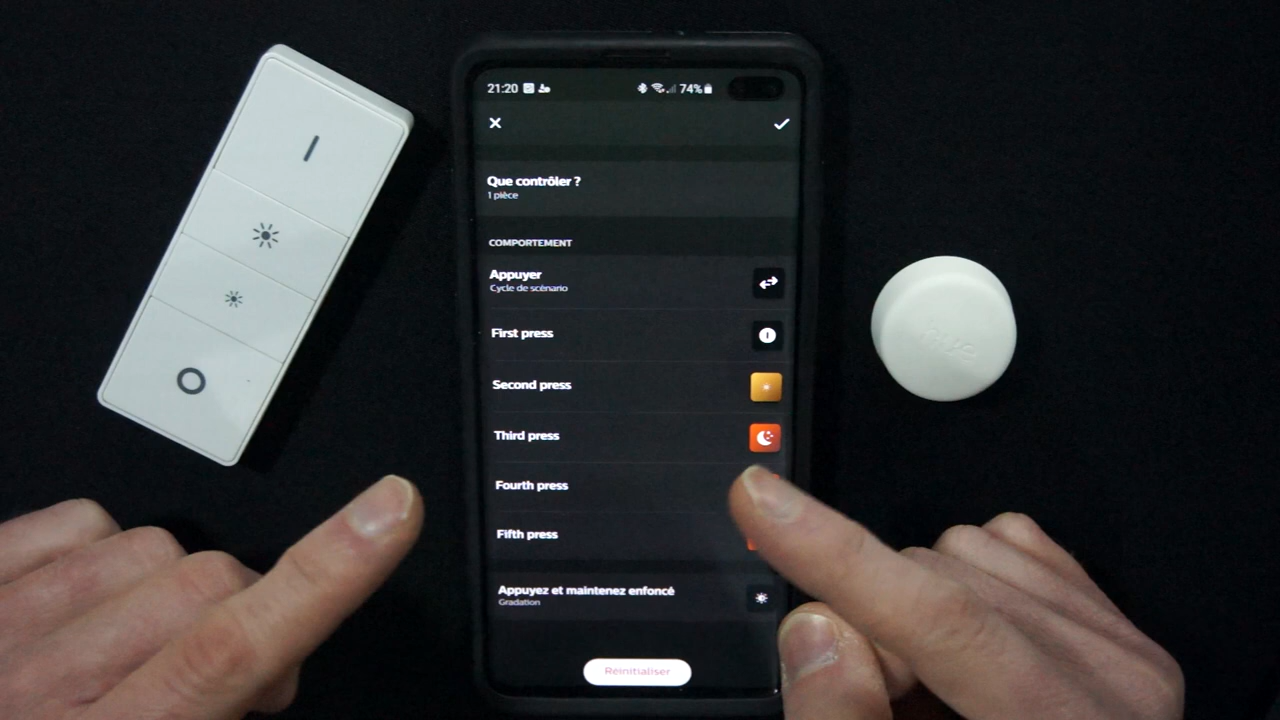 21:20
74%
Que contrôler ?
1 pièce
COMPORTEMENT
Appuyer
Cycle de scénario
First press
Second press
Third press
Fourth press
Fifth press
Appuyez et maintenez enfoncé
Gradation
Réinitialiser
hue